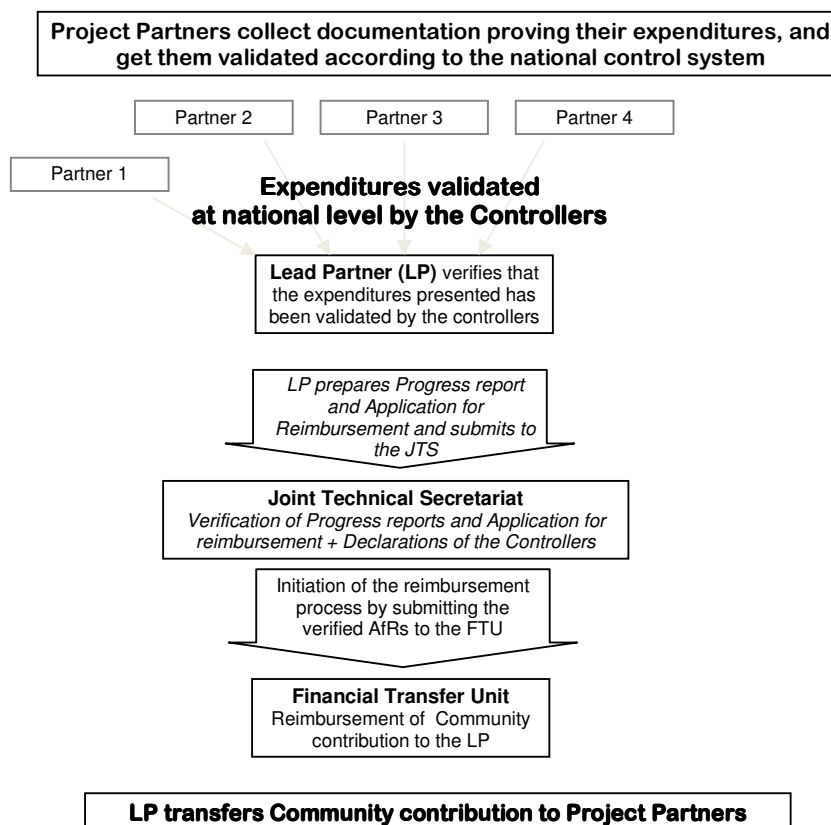 Project Partners collect documentation proving their expenditures, and
get them validated according to the national control system
Partner 2
Partner 3
Partner 4
Partner 1
Expenditures validated
at national level by the Controllers
Lead Partner (LP) verifies that
the expenditures presented has
been validated by the controllers
LP prepares Progress report
and Application for
Reimbursement and submits to
the JTS
Joint Technical Secretariat
Verification of Progress reports and Application for
reimbursement + Declarations of the Controllers
Initiation of the reimbursement
process by submitting the
verified AfRs to the FTU
Financial Transfer Unit
Reimbursement of Community
contribution to the LP
LP transfers Community contribution to Project Partners